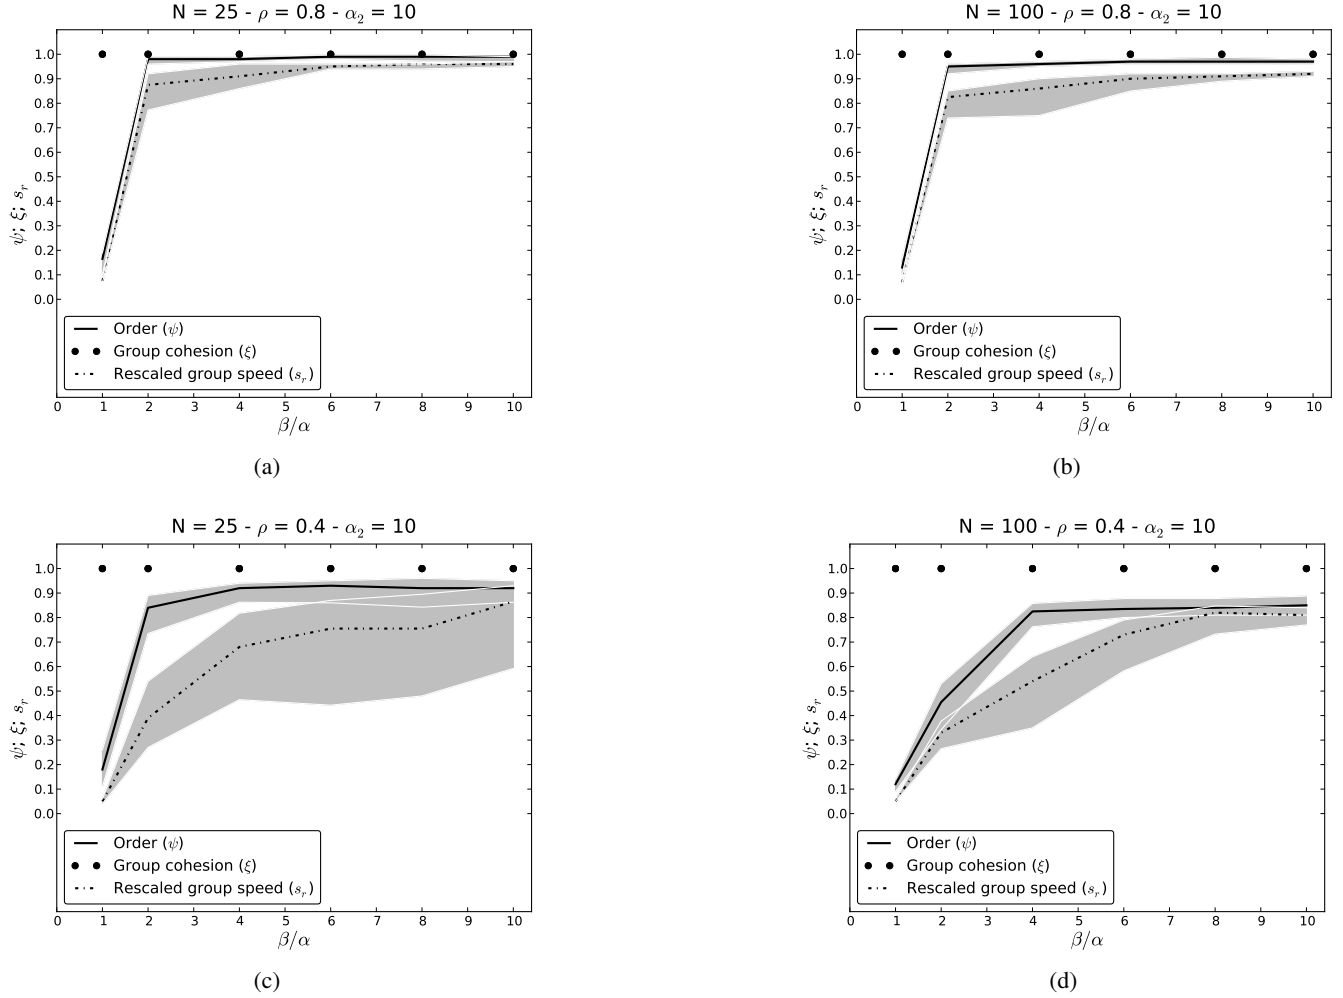 N = 25 - ρ = 0.8 - α₂ = 10
1.0
0.9
0.8
0.7
0.6
0.5
0.4
0.3
0.2
0.1
0.0
ψ; ξ; sᵣ
Order (ψ)
Group cohesion (ξ)
Rescaled group speed (sᵣ)
0 1 2 3 4 5 6 7 8 9 10
β/α
(a)
N = 100 - ρ = 0.8 - α₂ = 10
1.0
0.9
0.8
0.7
0.6
0.5
0.4
0.3
0.2
0.1
0.0
ψ; ξ; sᵣ
Order (ψ)
Group cohesion (ξ)
Rescaled group speed (sᵣ)
0 1 2 3 4 5 6 7 8 9 10
β/α
(b)
N = 25 - ρ = 0.4 - α₂ = 10
1.0
0.9
0.8
0.7
0.6
0.5
0.4
0.3
0.2
0.1
0.0
ψ; ξ; sᵣ
Order (ψ)
Group cohesion (ξ)
Rescaled group speed (sᵣ)
0 1 2 3 4 5 6 7 8 9 10
β/α
(c)
N = 100 - ρ = 0.4 - α₂ = 10
1.0
0.9
0.8
0.7
0.6
0.5
0.4
0.3
0.2
0.1
0.0
ψ; ξ; sᵣ
Order (ψ)
Group cohesion (ξ)
Rescaled group speed (sᵣ)
0 1 2 3 4 5 6 7 8 9 10
β/α
(d)